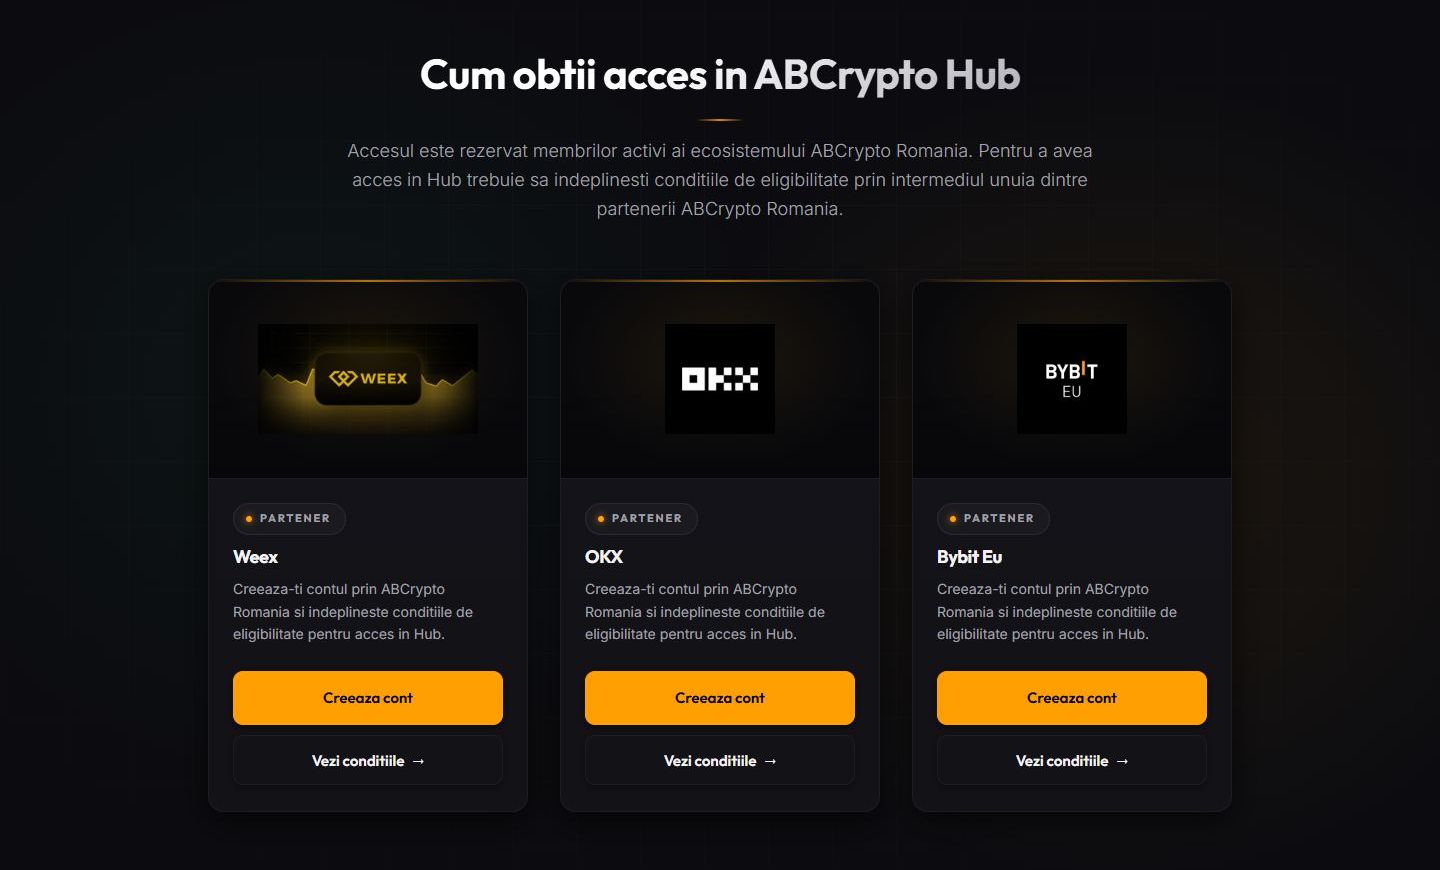 Cum obtii acces in ABCrypto Hub
Accesul este rezervat membrilor activi ai ecosistemului ABCrypto Romania. Pentru a avea
acces in Hub trebuie sa indeplinesti conditiile de eligibilitate prin intermediul unuia dintre
partenerii ABCrypto Romania.
WEEX
PARTENER
Weex
Creeaza-ti contul prin ABCrypto
Romania si indeplineste conditiile de
eligibilitate pentru acces in Hub.
Creeaza cont
Vezi conditiile →
OKX
PARTENER
OKX
Creeaza-ti contul prin ABCrypto
Romania si indeplineste conditiile de
eligibilitate pentru acces in Hub.
Creeaza cont
Vezi conditiile →
BYBIT
EU
PARTENER
Bybit Eu
Creeaza-ti contul prin ABCrypto
Romania si indeplineste conditiile de
eligibilitate pentru acces in Hub.
Creeaza cont
Vezi conditiile →